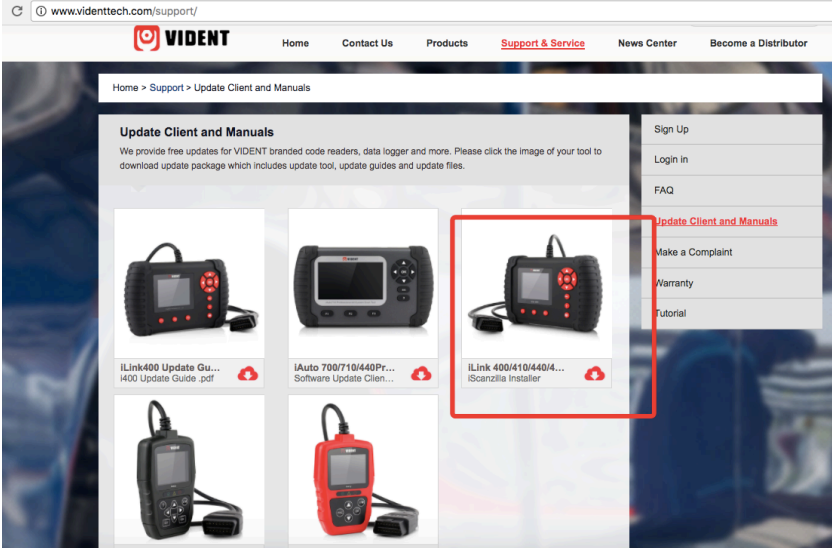 www.videnttech.com/support/
VIDENT
Home Contact Us Products Support & Service News Center Become a Distributor
Home > Support > Update Client and Manuals
Update Client and Manuals
We provide free updates for VIDENT branded code readers, data logger and more. Please click the image of your tool to
download update package which includes update tool, update guides and update files.
Sign Up
Login in
FAQ
Update Client and Manuals
Make a Complaint
Warranty
Tutorial
iLink400 Update Gu...
i400 Update Guide .pdf
iAuto 700/710/440Pr...
Software Update Clien...
iLink 400/410/440/4...
iScanzilla Installer